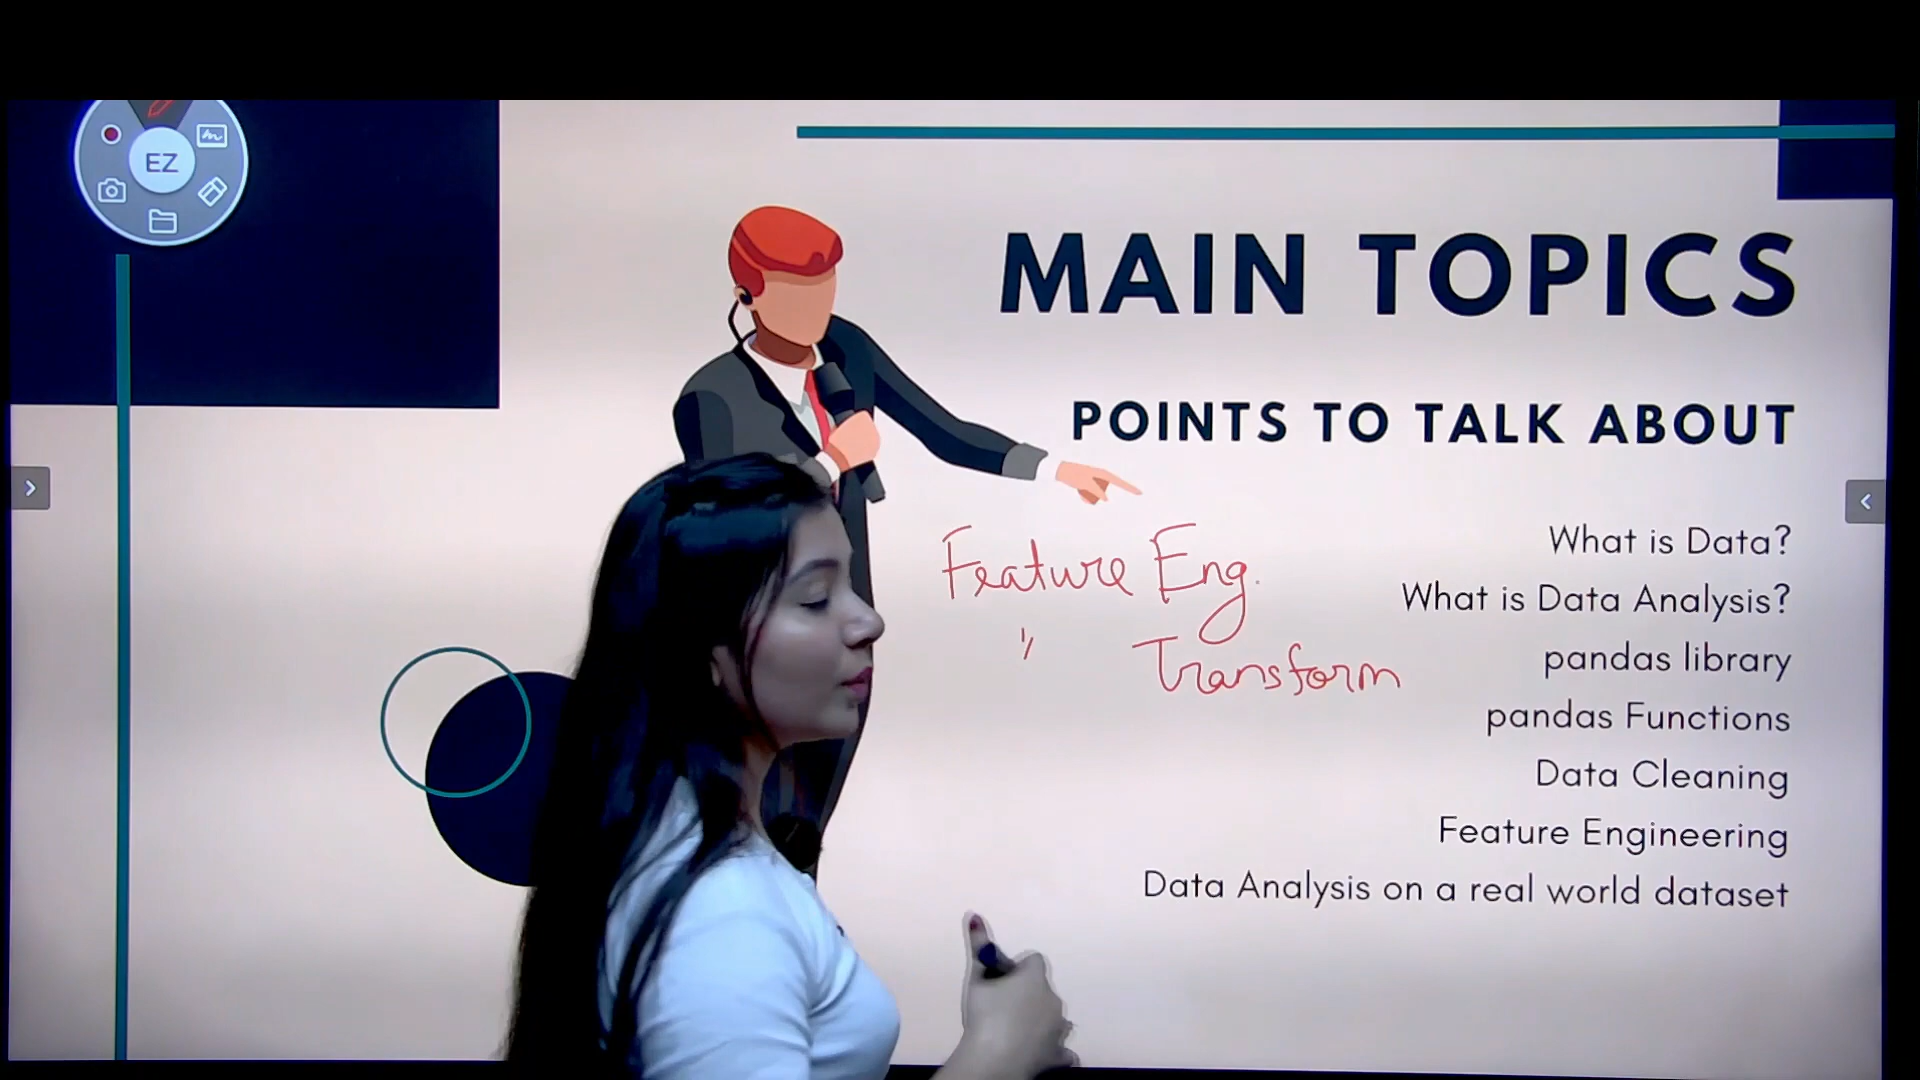 EZ
MAIN TOPICS
POINTS TO TALK ABOUT
Feature Eng.
" Transform
What is Data?
What is Data Analysis?
pandas library
pandas Functions
Data Cleaning
Feature Engineering
Data Analysis on a real world dataset